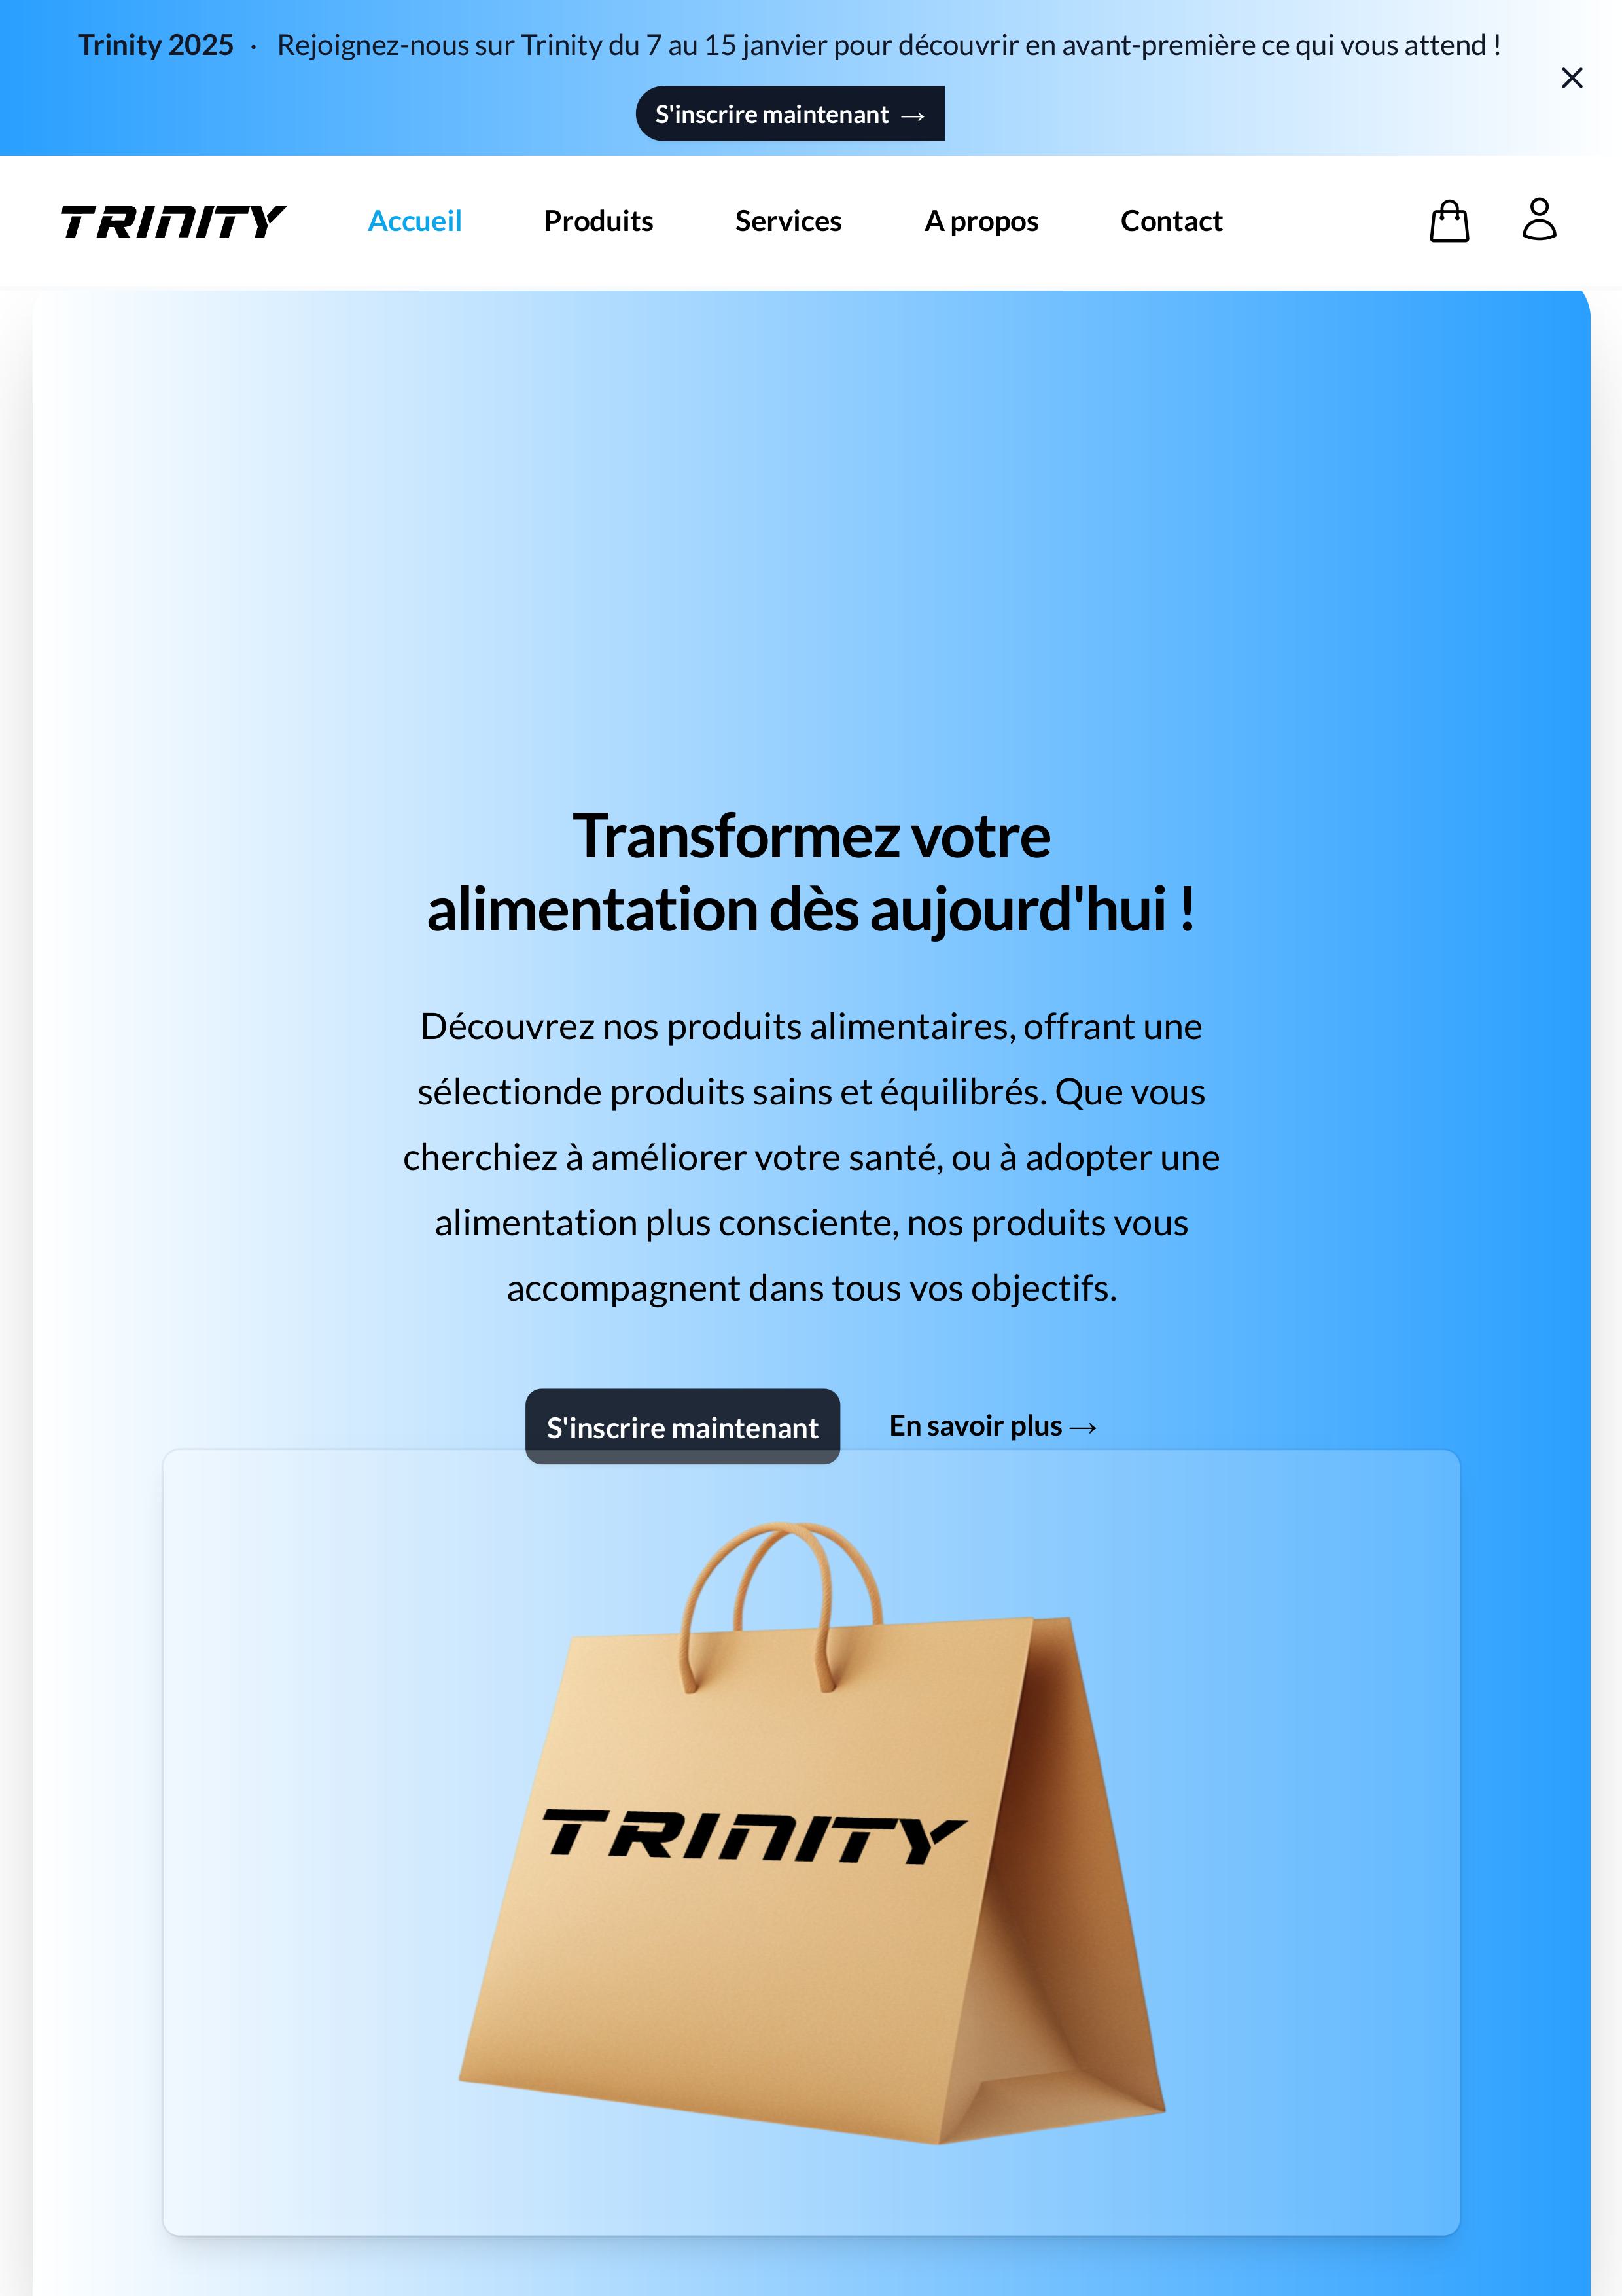 Trinity 2025 · Rejoignez-nous sur Trinity du 7 au 15 janvier pour découvrir en avant-première ce qui vous attend !
S'inscrire maintenant →
TRINITY
Accueil
Produits
Services
A propos
Contact
Transformez votre
alimentation dès aujourd'hui !
Découvrez nos produits alimentaires, offrant une
sélectionde produits sains et équilibrés. Que vous
cherchiez à améliorer votre santé, ou à adopter une
alimentation plus consciente, nos produits vous
accompagnent dans tous vos objectifs.
S'inscrire maintenant
En savoir plus →
TRINITY